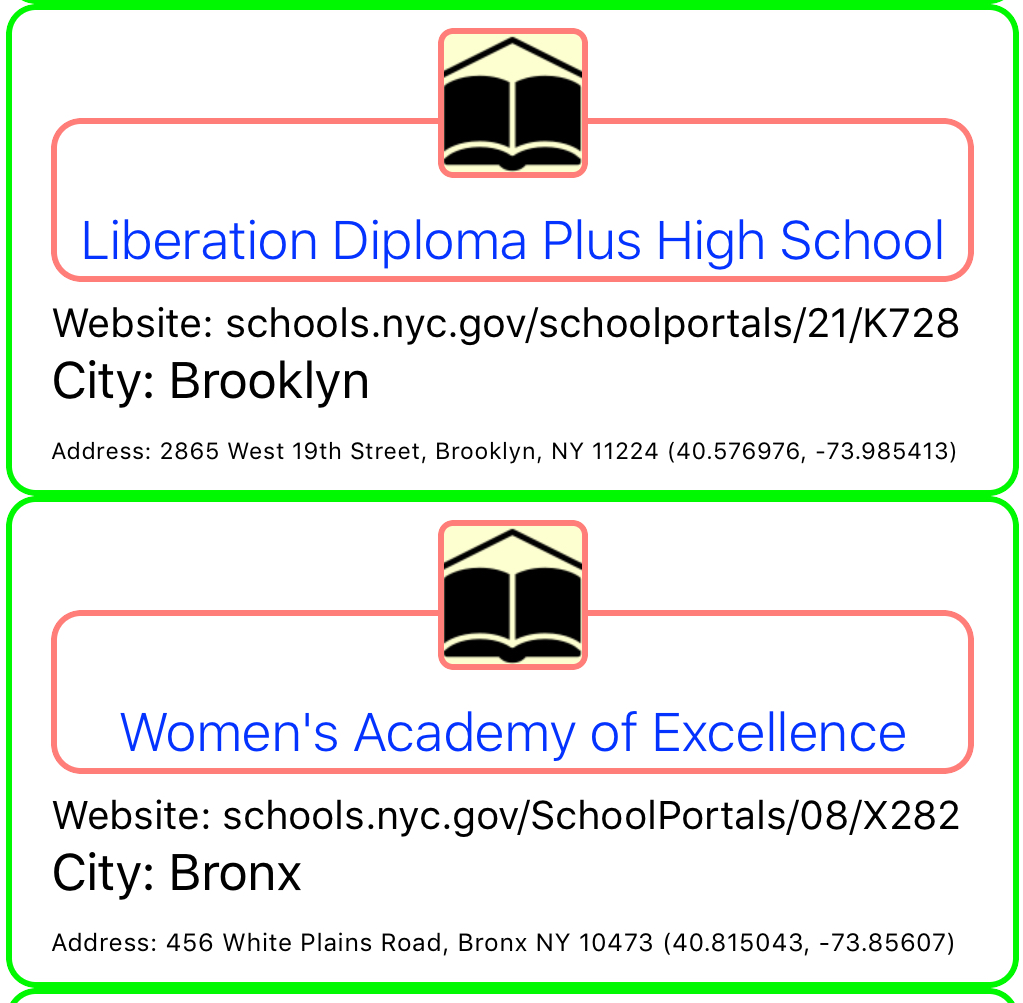 Liberation Diploma Plus High School
Website: schools.nyc.gov/schoolportals/21/K728
City: Brooklyn
Address: 2865 West 19th Street, Brooklyn, NY 11224 (40.576976, -73.985413)
Women's Academy of Excellence
Website: schools.nyc.gov/SchoolPortals/08/X282
City: Bronx
Address: 456 White Plains Road, Bronx NY 10473 (40.815043, -73.85607)